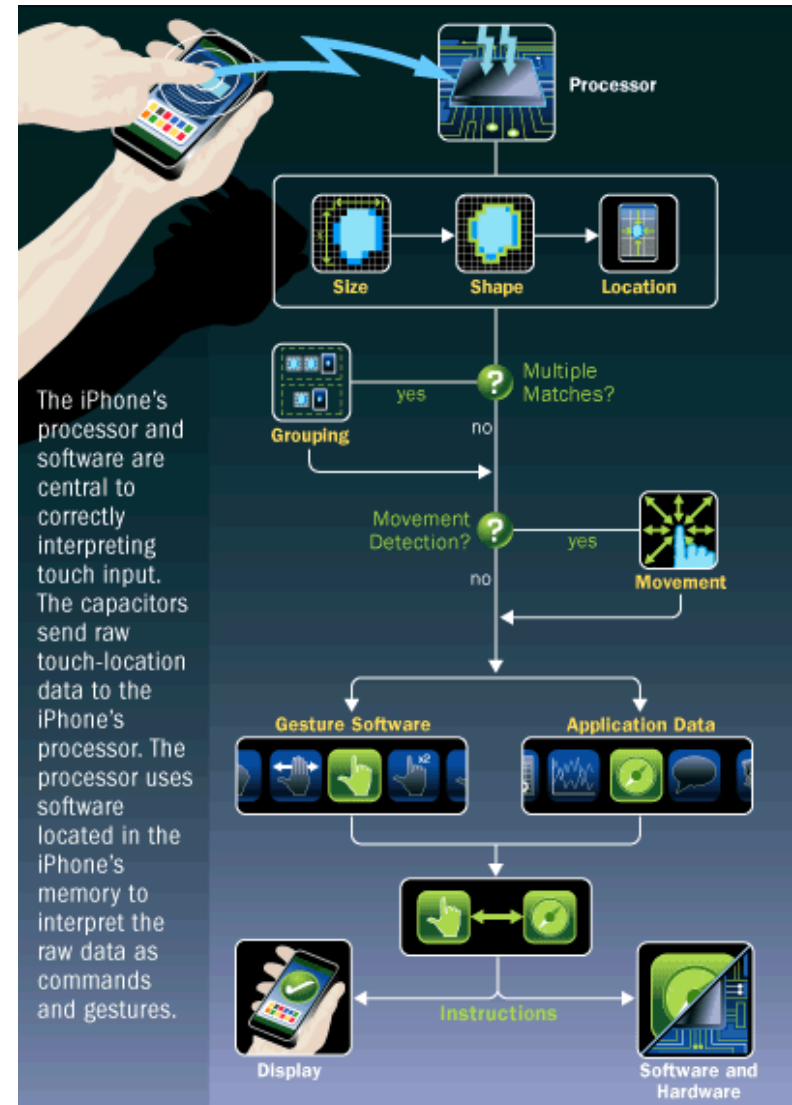 Processor
Size
Shape
Location
Multiple
Matches?
yes
no
Grouping
Movement
Detection?
yes
no
Movement
The iPhone's
processor and
software are
central to
correctly
interpreting
touch input.
The capacitors
send raw
touch-location
data to the
iPhone's
processor. The
processor uses
software
located in the
iPhone's
memory to
interpret the
raw data as
commands
and gestures.
Gesture Software
Application Data
x2
Instructions
Display
Software and
Hardware